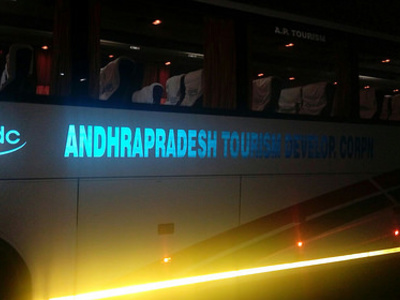 A.P. TOURISM
dc
ANDHRAPRADESH TOURISM DEVELOP. CORPN